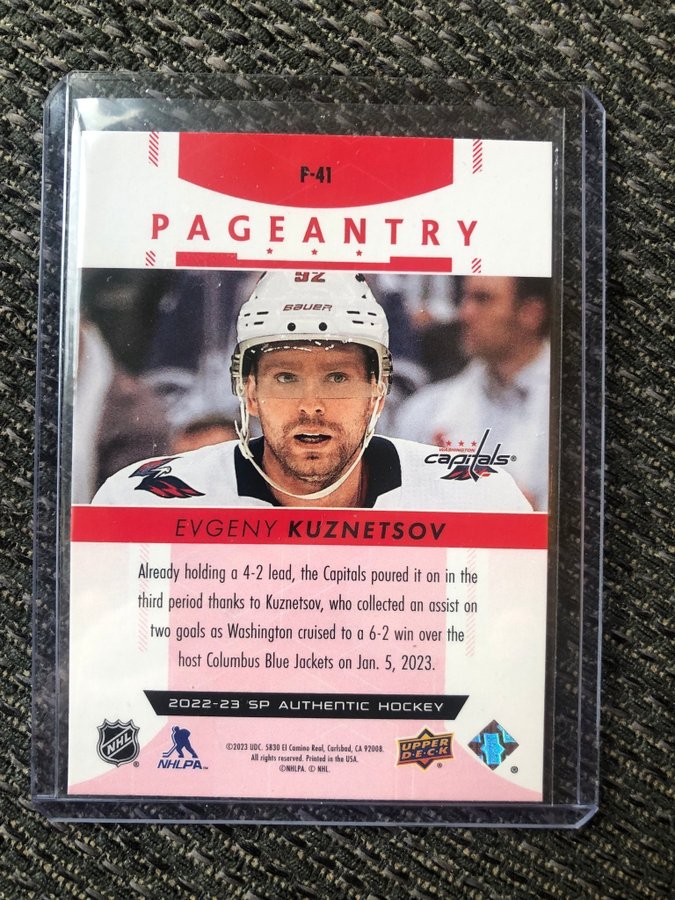 F-41
PAGEANTRY
92
BAUER
WASHINGTON
capitals®
EVGENY KUZNETSOV
Already holding a 4-2 lead, the Capitals poured it on in the
third period thanks to Kuznetsov, who collected an assist on
two goals as Washington cruised to a 6-2 win over the
host Columbus Blue Jackets on Jan. 5, 2023.
2022-23 SP AUTHENTIC HOCKEY
NHL ®
NHLPA™
©2023 UDC. 5830 El Camino Real, Carlsbad, CA 92008.
All rights reserved. Printed in the USA.
©NHLPA. © NHL.
UPPER
DECK
®